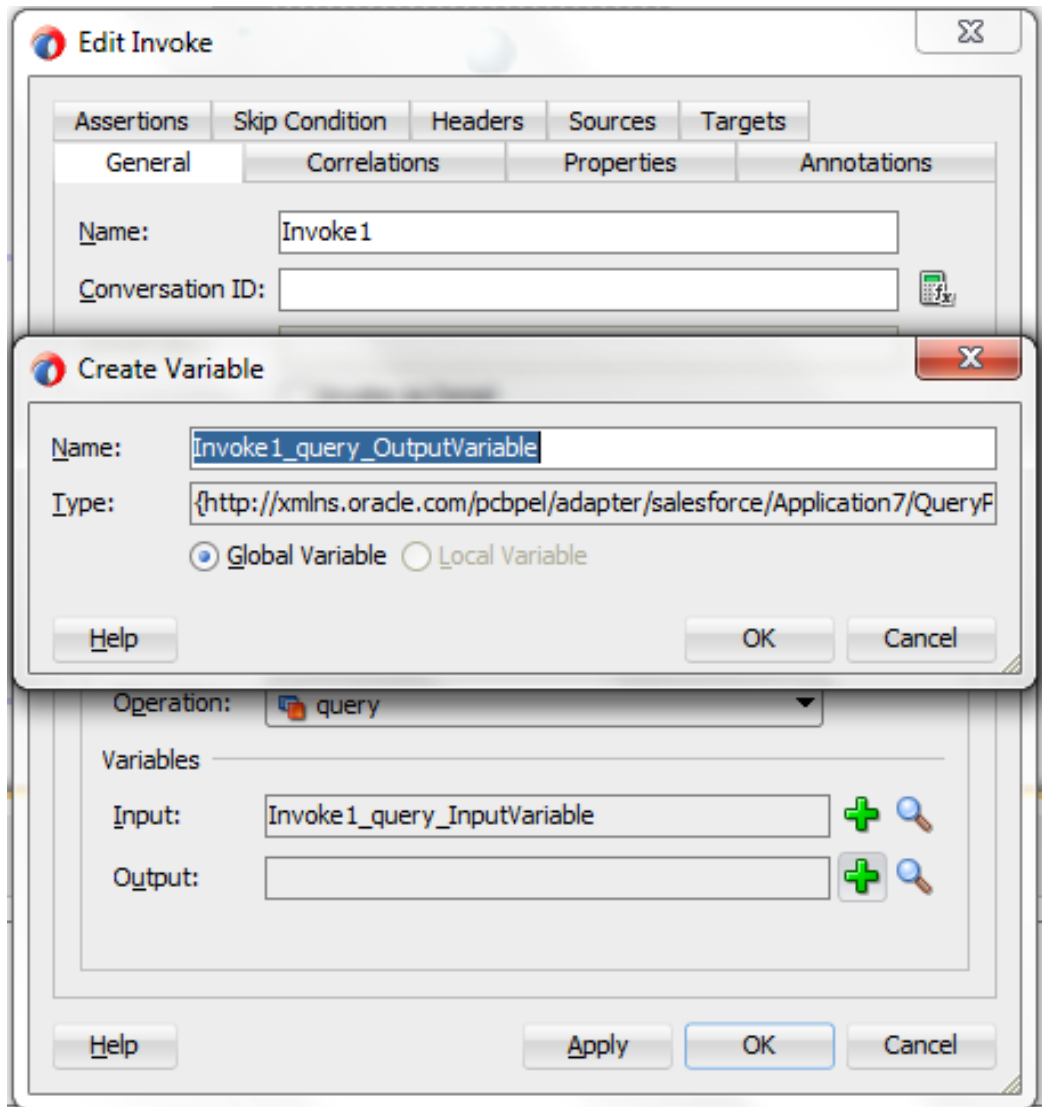 Edit Invoke
Assertions Skip Condition Headers Sources Targets
General Correlations Properties Annotations
Name: Invoke1
Conversation ID:
Create Variable
Name: Invoke1_query_OutputVariable
Type: {http://xmlns.oracle.com/pcbpel/adapter/salesforce/Application7/QueryP
Global Variable Local Variable
Help OK Cancel
Operation: query
Variables
Input: Invoke1_query_InputVariable
Output:
Help Apply OK Cancel